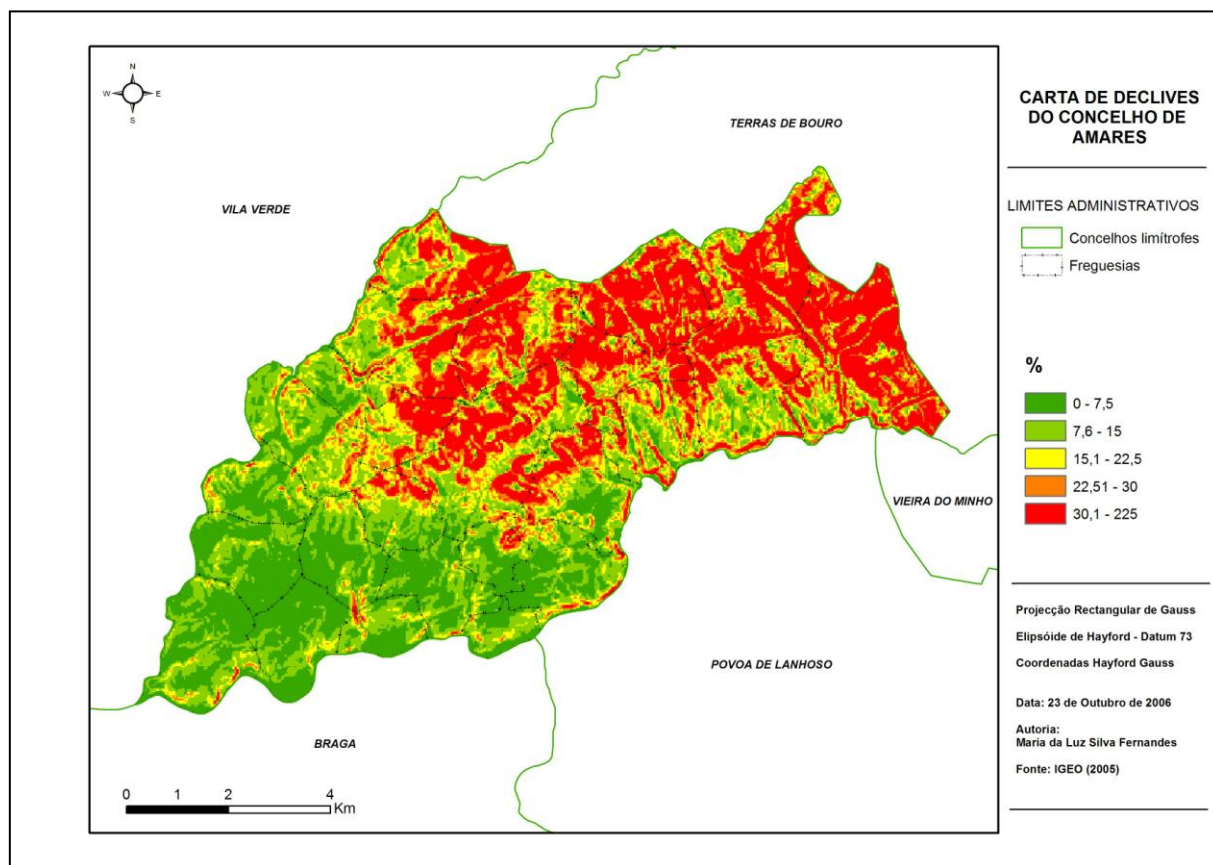 N
W
E
S
VILA VERDE
TERRAS DE BOURO
VIEIRA DO MINHO
POVOA DE LANHOSO
BRAGA
0 1 2 4
Km
CARTA DE DECLIVES
DO CONCELHO DE
AMARES
LIMITES ADMINISTRATIVOS
Concelhos limítrofes
Freguesias
%
0 - 7,5
7,6 - 15
15,1 - 22,5
22,51 - 30
30,1 - 225
Projecção Rectangular de Gauss
Elipsóide de Hayford - Datum 73
Coordenadas Hayford Gauss
Data: 23 de Outubro de 2006
Autoria:
Maria da Luz Silva Fernandes
Fonte: IGEO (2005)